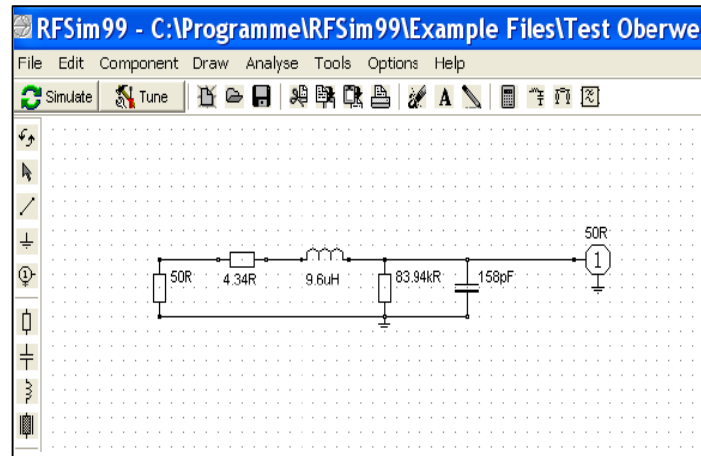 RFSim99 - C:\Programme\RFSim99\Example Files\Test Oberwe
File Edit Component Draw Analyse Tools Options Help
Simulate Tune A
1
50R
1
50R
4.34R
9.6uH
83.94kR
158pF